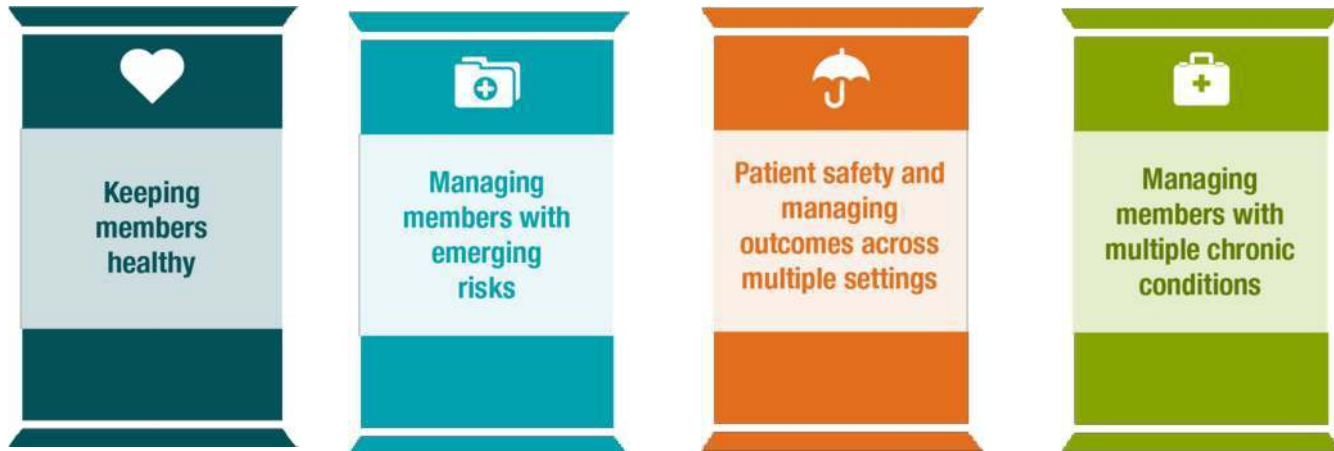 Keeping
members
healthy
Managing
members with
emerging
risks
Patient safety and
managing
outcomes across
multiple settings
Managing
members with
multiple chronic
conditions